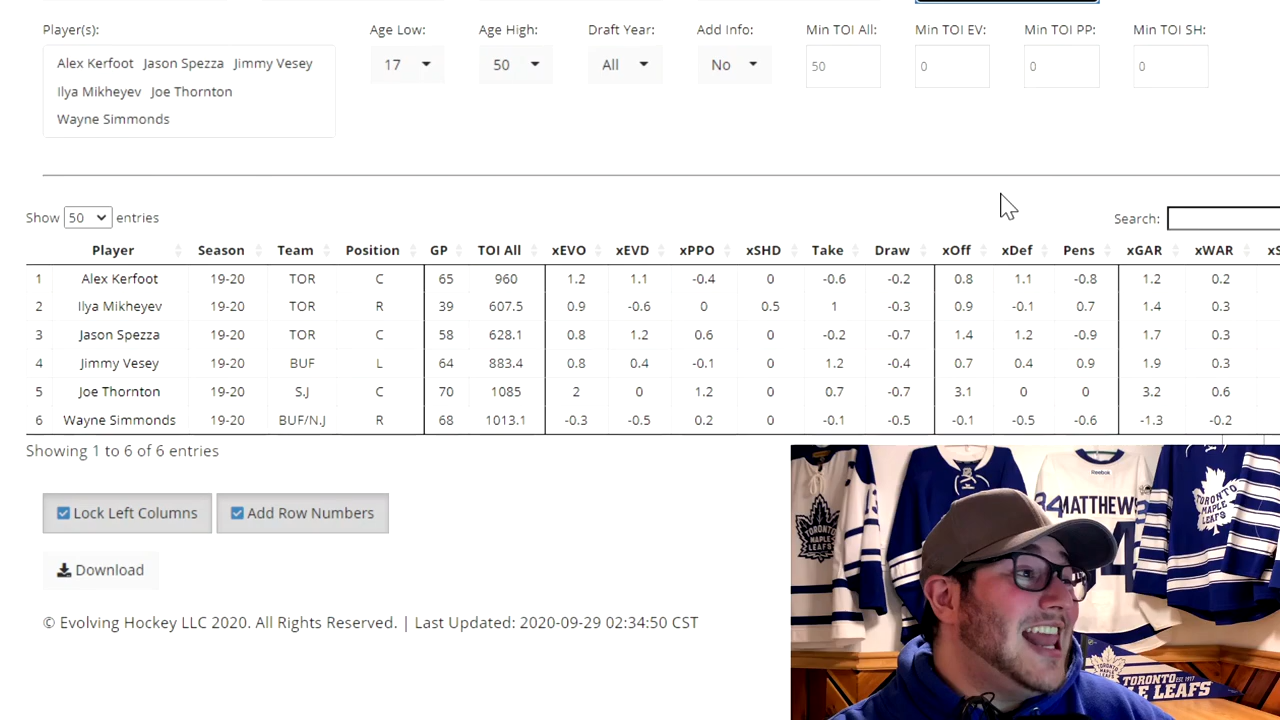 Player(s): Age Low: Age High: Draft Year: Add Info: Min TOI All: Min TOI EV: Min TOI PP: Min TOI SH:
Alex Kerfoot Jason Spezza Jimmy Vesey 17 50 All No 50 0 0 0
Ilya Mikheyev Joe Thornton
Wayne Simmonds
Show 50 entries Search:
Player Season Team Position GP TOI All xEVO xEVD xPPO xSHD Take Draw xOff xDef Pens xGAR xWAR
1 Alex Kerfoot 19-20 TOR C 65 960 1.2 1.1 -0.4 0 -0.6 -0.2 0.8 1.1 -0.8 1.2 0.2
2 Ilya Mikheyev 19-20 TOR R 39 607.5 0.9 -0.6 0 0.5 1 -0.3 0.9 -0.1 0.7 1.4 0.3
3 Jason Spezza 19-20 TOR C 58 628.1 0.8 1.2 0.6 0 -0.2 -0.7 1.4 1.2 -0.9 1.7 0.3
4 Jimmy Vesey 19-20 BUF L 64 883.4 0.8 0.4 -0.1 0 1.2 -0.4 0.7 0.4 0.9 1.9 0.3
5 Joe Thornton 19-20 S.J C 70 1085 2 0 1.2 0 0.7 -0.7 3.1 0 0 3.2 0.6
6 Wayne Simmonds 19-20 BUF/N.J R 68 1013.1 -0.3 -0.5 0.2 0 -0.1 -0.5 -0.1 -0.5 -0.6 -1.3 -0.2
Showing 1 to 6 of 6 entries
Lock Left Columns Add Row Numbers
Download
© Evolving Hockey LLC 2020. All Rights Reserved. | Last Updated: 2020-09-29 02:34:50 CST
Reebok
34 MATTHEWS
TORONTO
MAPLE
LEAFS
TORONTO
MAPLE
LEAFS
TORONTO
LEAFS